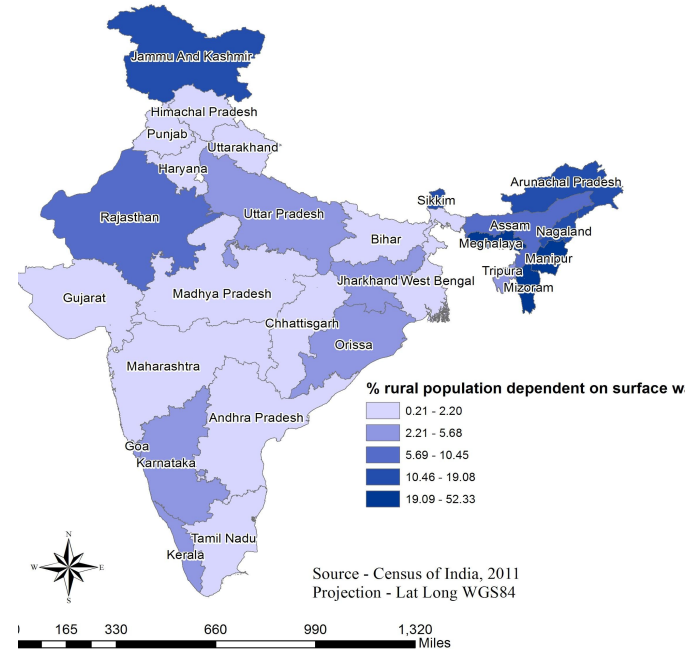 Jammu And Kashmir
Himachal Pradesh
Punjab
Uttarakhand
Haryana
Rajasthan
Uttar Pradesh
Sikkim
Arunachal Pradesh
Bihar
Assam
Nagaland
Meghalaya
Manipur
Tripura
Mizoram
Gujarat
Madhya Pradesh
Jharkhand
West Bengal
Chhattisgarh
Orissa
Maharashtra
Andhra Pradesh
Goa
Karnataka
Tamil Nadu
Kerala
% rural population dependent on surface
0.21 - 2.20
2.21 - 5.68
5.69 - 10.45
10.46 - 19.08
19.09 - 52.33
N
W
E
S
Source - Census of India, 2011
Projection - Lat Long WGS84
165 330 660 990 1,320
Miles